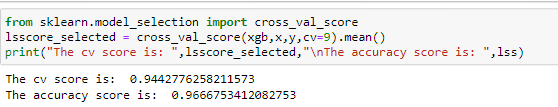 from sklearn.model_selection import cross_val_score
lsscore_selected = cross_val_score(xgb,x,y,cv=9).mean()
print("The cv score is: ",lsscore_selected,"\nThe accuracy score is: ",lss)
The cv score is:  0.9442776258211573
The accuracy score is:  0.9666753412082753